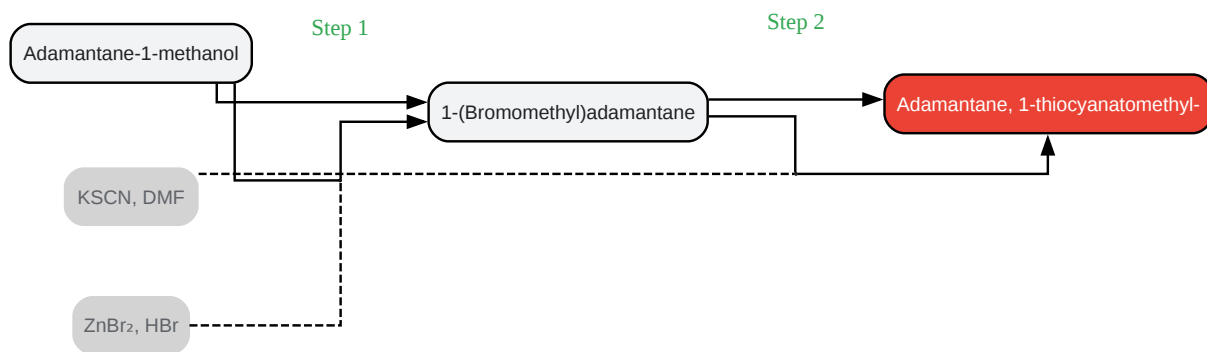 Step 1
Step 2
Adamantane-1-methanol
1-(Bromomethyl)adamantane
Adamantane, 1-thiocyanatomethyl-
KSCN, DMF
ZnBr₂, HBr